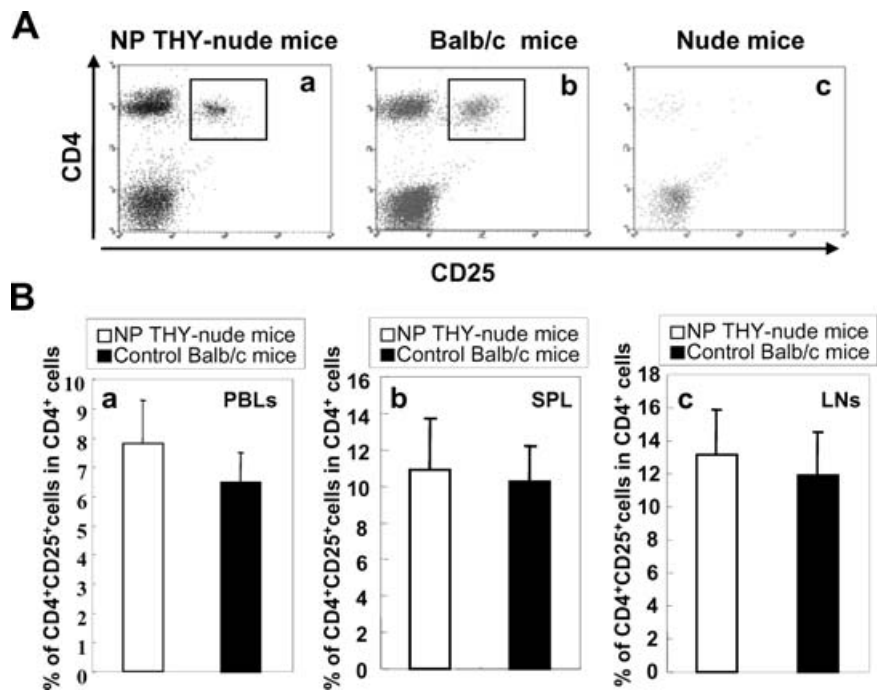 A
NP THY-nude mice
Balb/c mice
Nude mice
a
b
c
CD4
CD25
B
NP THY-nude mice
Control Balb/c mice
% of CD4⁺CD25⁺cells in CD4⁺ cells
10
9
8
7
6
5
4
3
2
1
0
a
PBLs
NP THY-nude mice
Control Balb/c mice
% of CD4⁺CD25⁺cells in CD4⁺ cells
16
14
12
10
8
6
4
2
0
b
SPL
NP THY-nude mice
Control Balb/c mice
% of CD4⁺CD25⁺cells in CD4⁺ cells
18
16
14
12
10
8
6
4
2
0
c
LNs